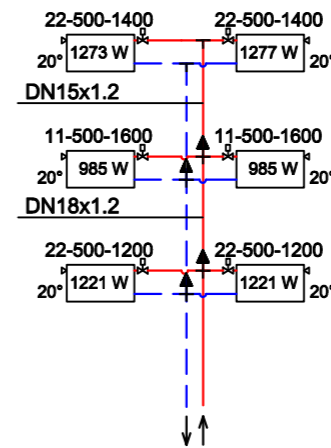 22-500-1400 22-500-1400
1273 W 1277 W
20° 20°
DN15x1.2
11-500-1600 11-500-1600
985 W 985 W
20° 20°
DN18x1.2
22-500-1200 22-500-1200
1221 W 1221 W
20° 20°